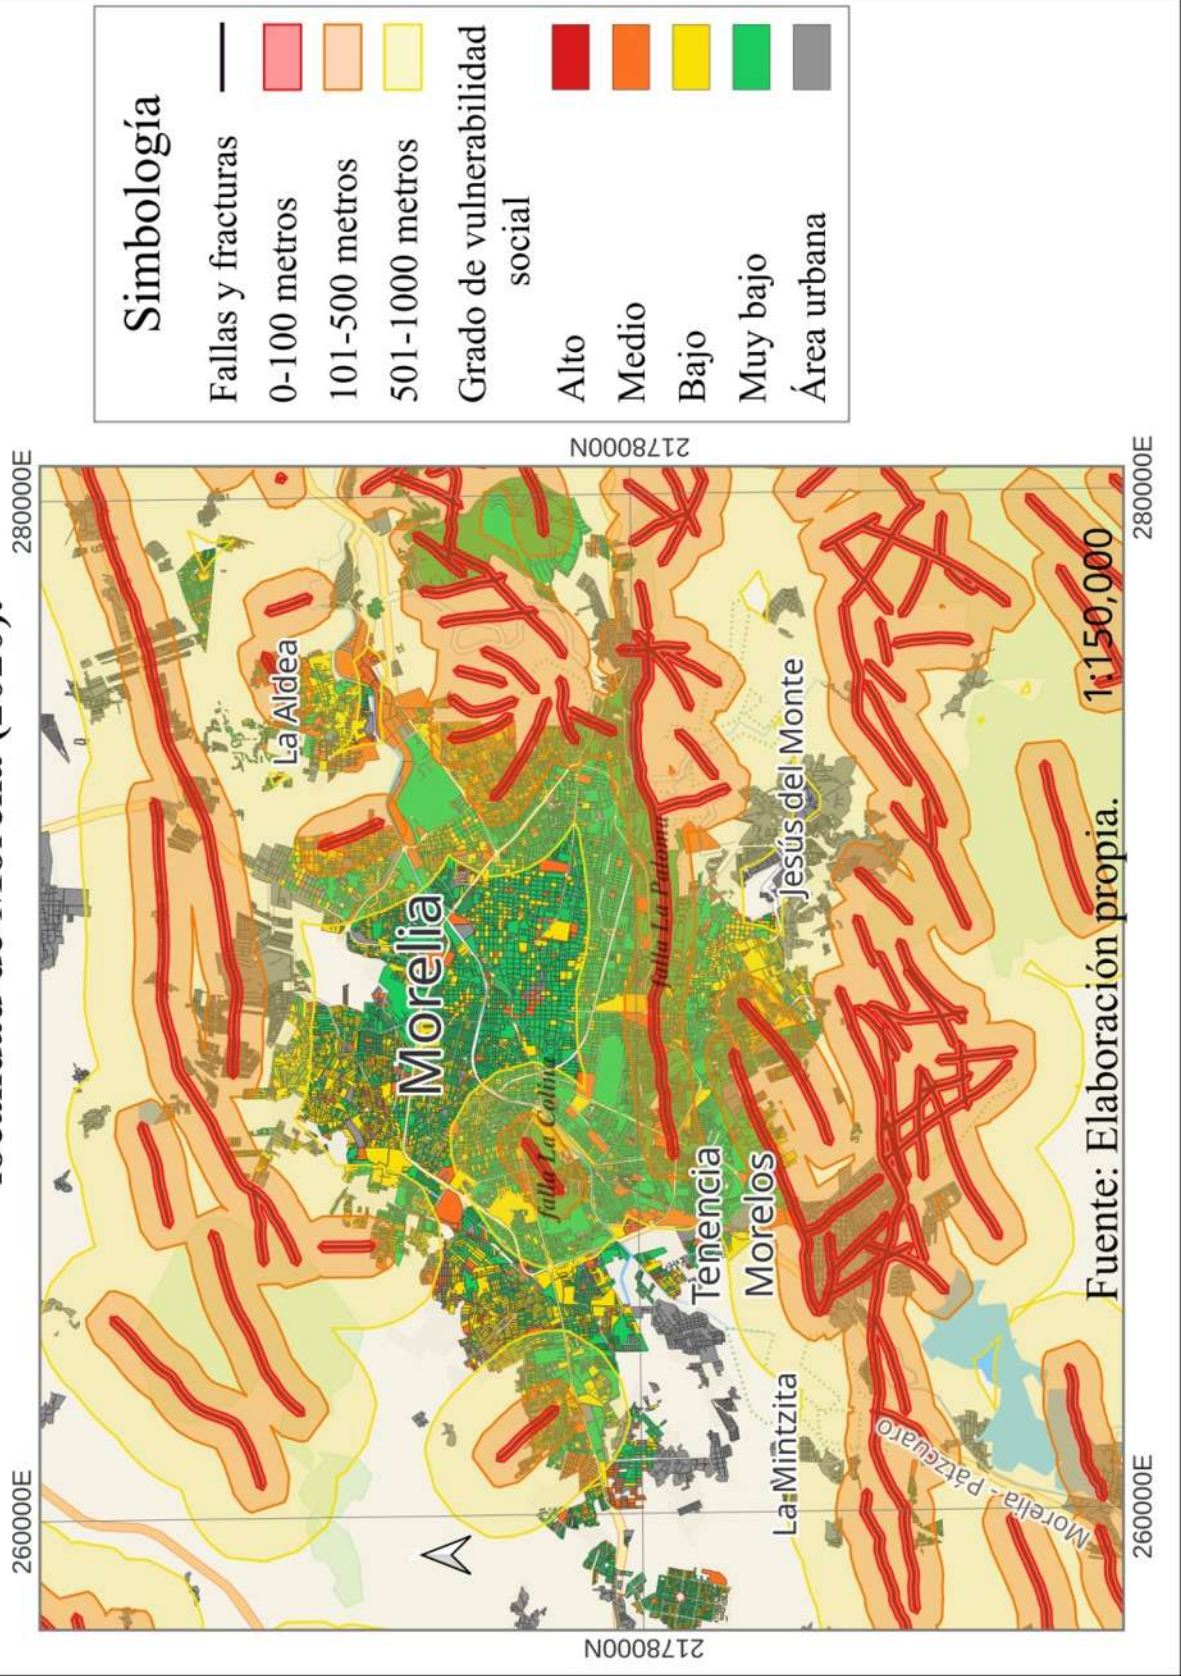 280000E
280000E
260000E
260000E
2178000N
2178000N
La Aldea
Morelia
falla La Colina
falla La Paloma
Jesús del Monte
Tenencia
Morelos
La Mintzita
Morelia - Pátzcuaro
1:150,000
Fuente: Elaboración propia.
Simbología
Fallas y fracturas
0-100 metros
101-500 metros
501-1000 metros
Grado de vulnerabilidad
social
Alto
Medio
Bajo
Muy bajo
Área urbana